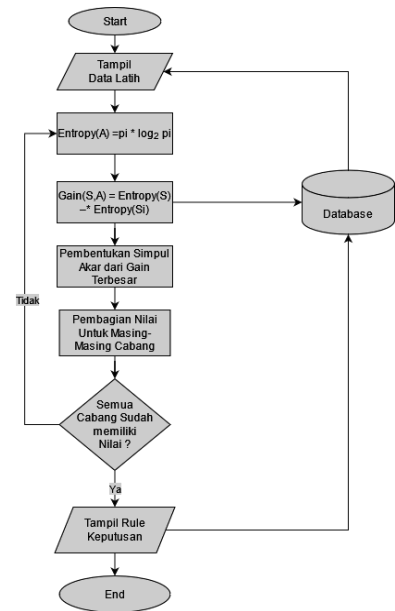 Start
Tampil
Data Latih
Entropy(A) =pi * log₂ pi
Gain(S,A) = Entropy(S)
–* Entropy(Si)
Database
Pembentukan Simpul
Akar dari Gain
Terbesar
Tidak
Pembagian Nilai
Untuk Masing-
Masing Cabang
Semua
Cabang Sudah
memiliki
Nilai ?
Ya
Tampil Rule
Keputusan
End